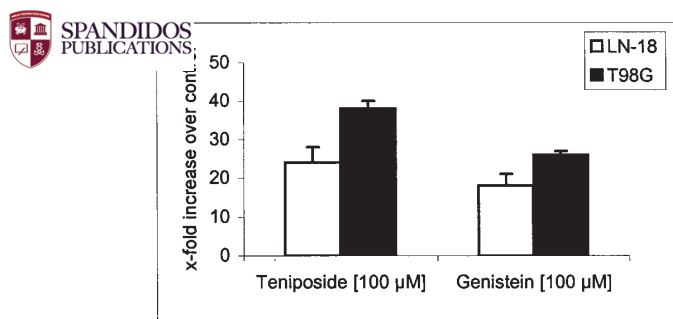 SPANDIDOS
PUBLICATIONS
LN-18
T98G
x-fold increase over
50
40
30
20
10
0
Teniposide [100 µM]
Genistein [100 µM]